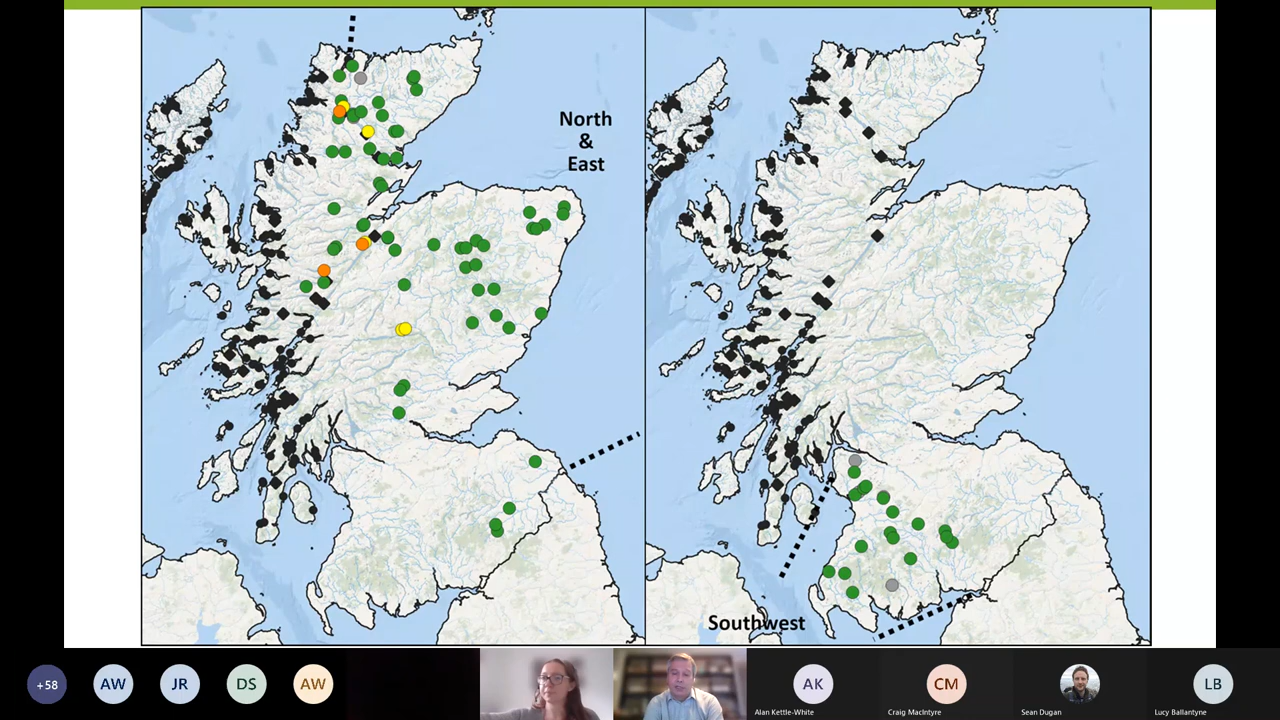 North
&
East
Southwest
+58
AW
JR
DS
AW
AK
Alan Kettle-White
CM
Craig MacIntyre
Sean Dugan
LB
Lucy Ballantyne